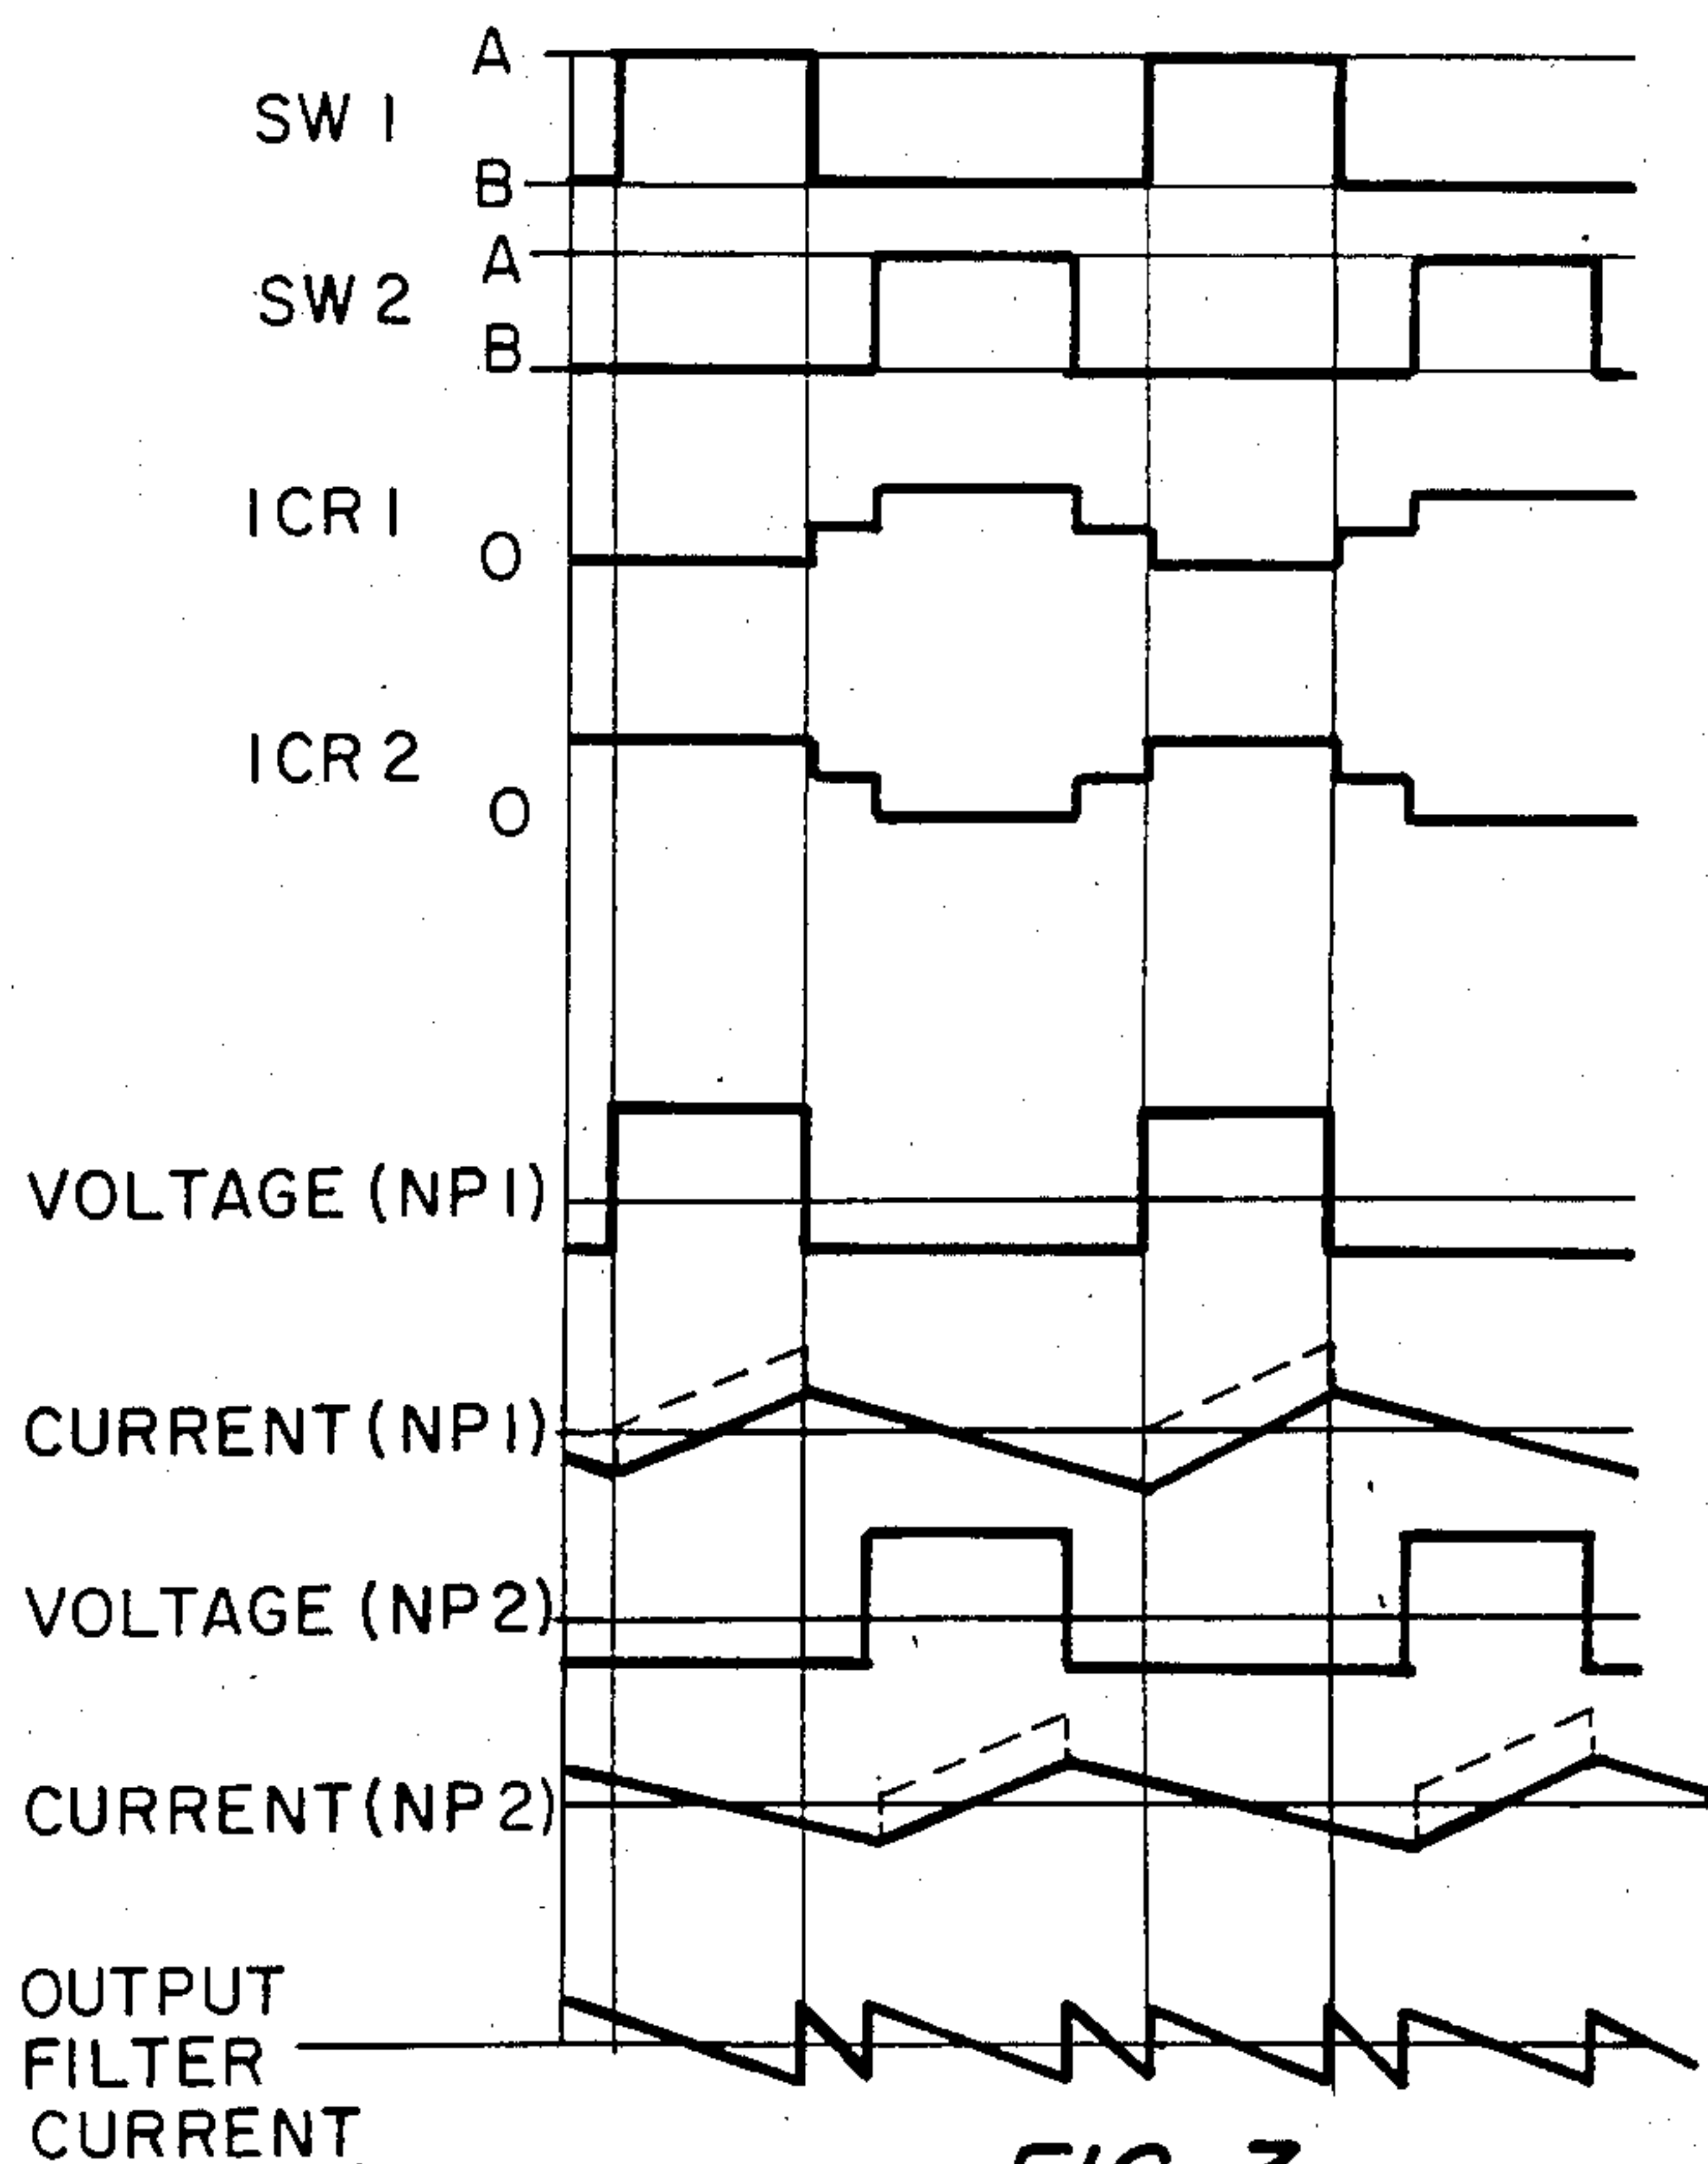 A
SW 1
B
A
SW 2
B
ICR 1
O
ICR 2
O
VOLTAGE (NP1)
CURRENT (NP1)
VOLTAGE (NP2)
CURRENT (NP2)
OUTPUT
FILTER
CURRENT